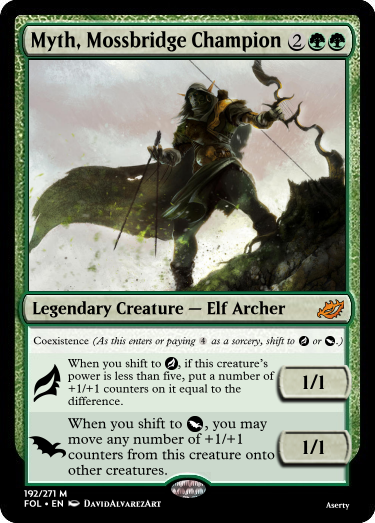 Myth, Mossbridge Champion 2
Legendary Creature — Elf Archer
Coexistence (As this enters or paying 4 as a sorcery, shift to or .)
When you shift to , if this creature's
power is less than five, put a number of
+1/+1 counters on it equal to the
difference.
1/1
When you shift to , you may
move any number of +1/+1
counters from this creature onto
other creatures.
1/1
192/271 M
FOL • EN DavidAlvarezArt
Aserty